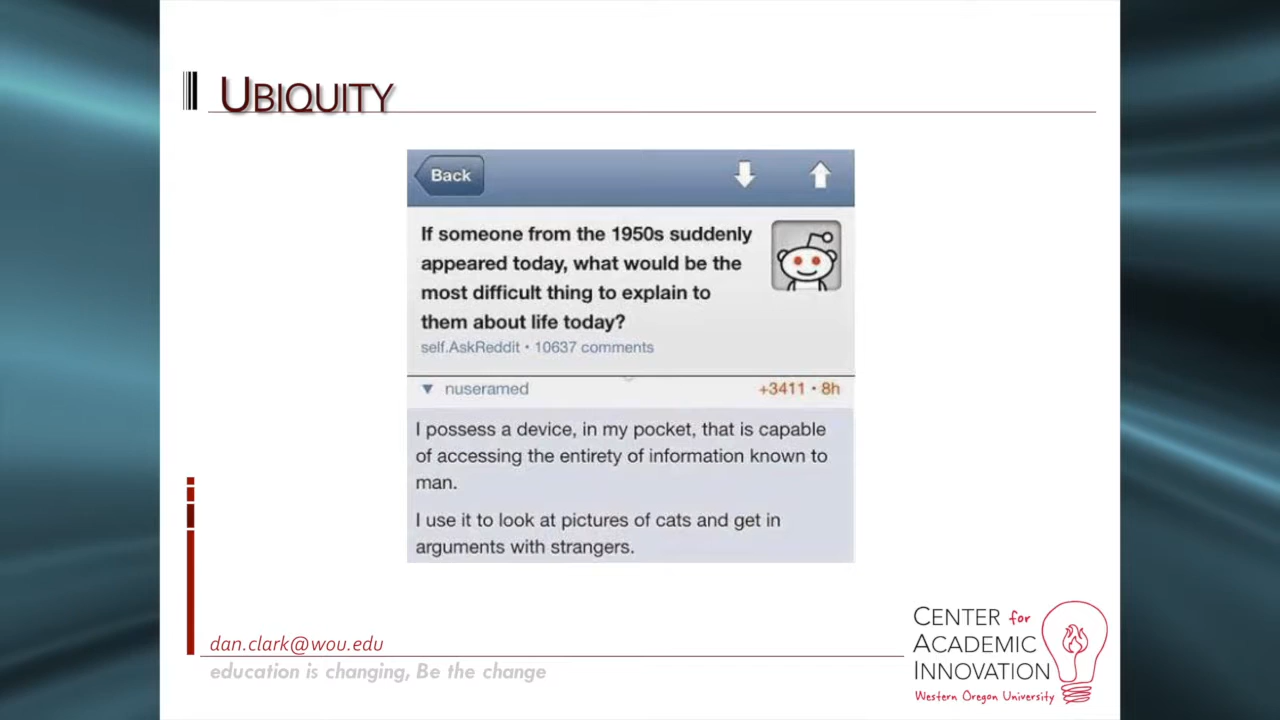 UBIQUITY
Back
If someone from the 1950s suddenly
appeared today, what would be the
most difficult thing to explain to
them about life today?
self.AskReddit • 10637 comments
nuseramed +3411 • 8h
I possess a device, in my pocket, that is capable
of accessing the entirety of information known to
man.
I use it to look at pictures of cats and get in
arguments with strangers.
dan.clark@wou.edu
education is changing, Be the change
CENTER for
ACADEMIC
INNOVATION
Western Oregon University